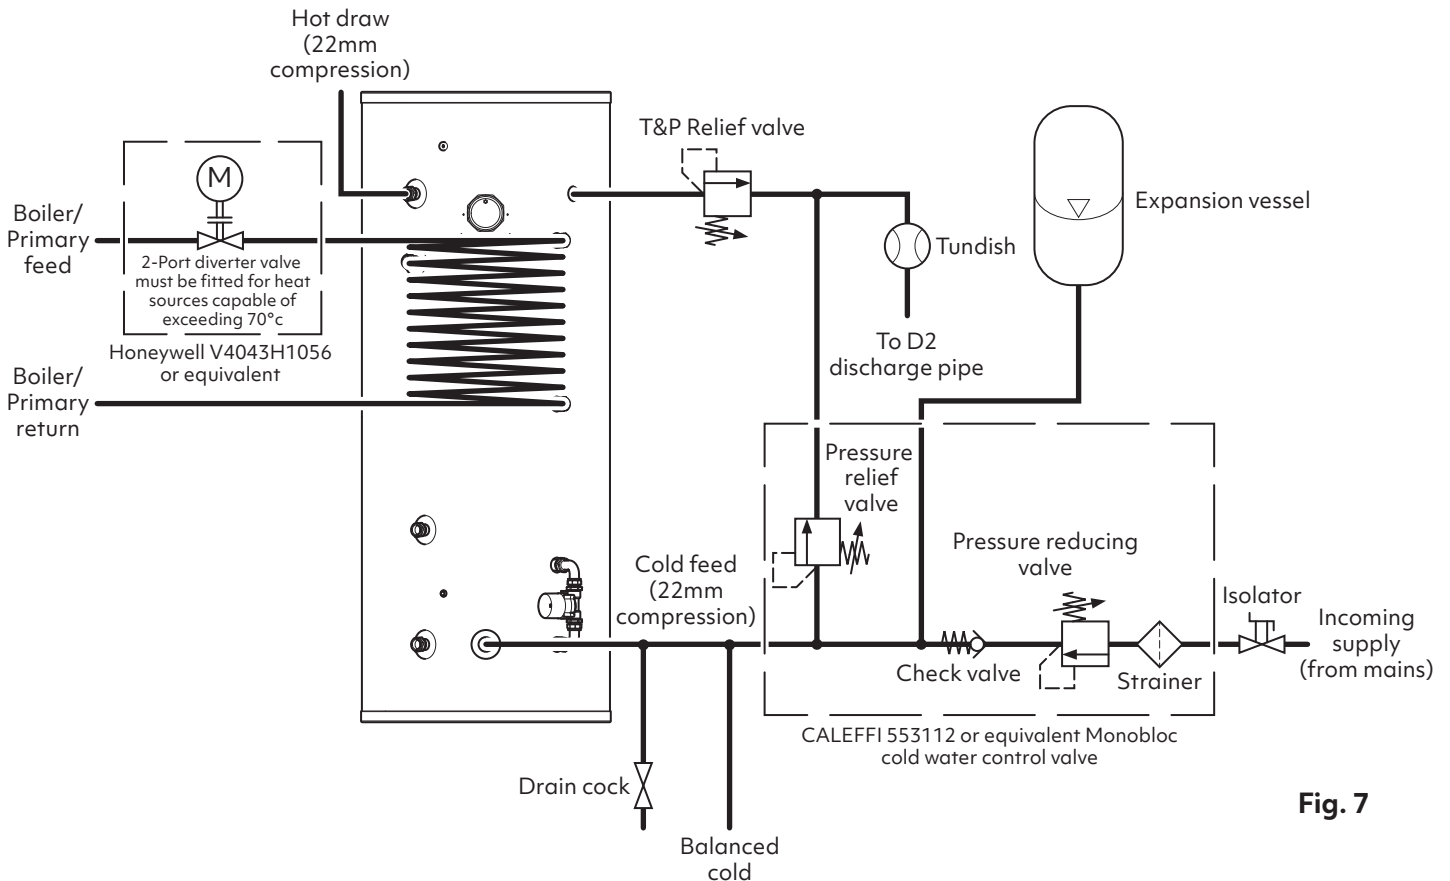 Hot draw
(22mm
compression)
T&P Relief valve
M
Boiler/
Primary
feed
2-Port diverter valve
must be fitted for heat
sources capable of
exceeding 70°c
Honeywell V4043H1056
or equivalent
Boiler/
Primary
return
Expansion vessel
Tundish
To D2
discharge pipe
Pressure
relief
valve
Cold feed
(22mm
compression)
Pressure reducing
valve
Isolator
Incoming
supply
(from mains)
Check valve
Strainer
CALEFFI 553112 or equivalent Monobloc
cold water control valve
Drain cock
Balanced
cold
Fig. 7